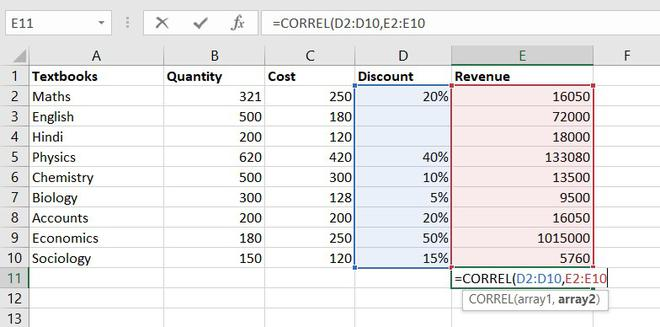 E11 fx =CORREL(D2:D10,E2:E10
A B C D E F
1 Textbooks Quantity Cost Discount Revenue
2 Maths 321 250 20% 16050
3 English 500 180 72000
4 Hindi 200 120 18000
5 Physics 620 420 40% 133080
6 Chemistry 500 300 10% 13500
7 Biology 300 128 5% 9500
8 Accounts 200 200 20% 16050
9 Economics 180 250 50% 1015000
10 Sociology 150 120 15% 5760
11 =CORREL(D2:D10,E2:E10
12 CORREL(array1, array2)
13